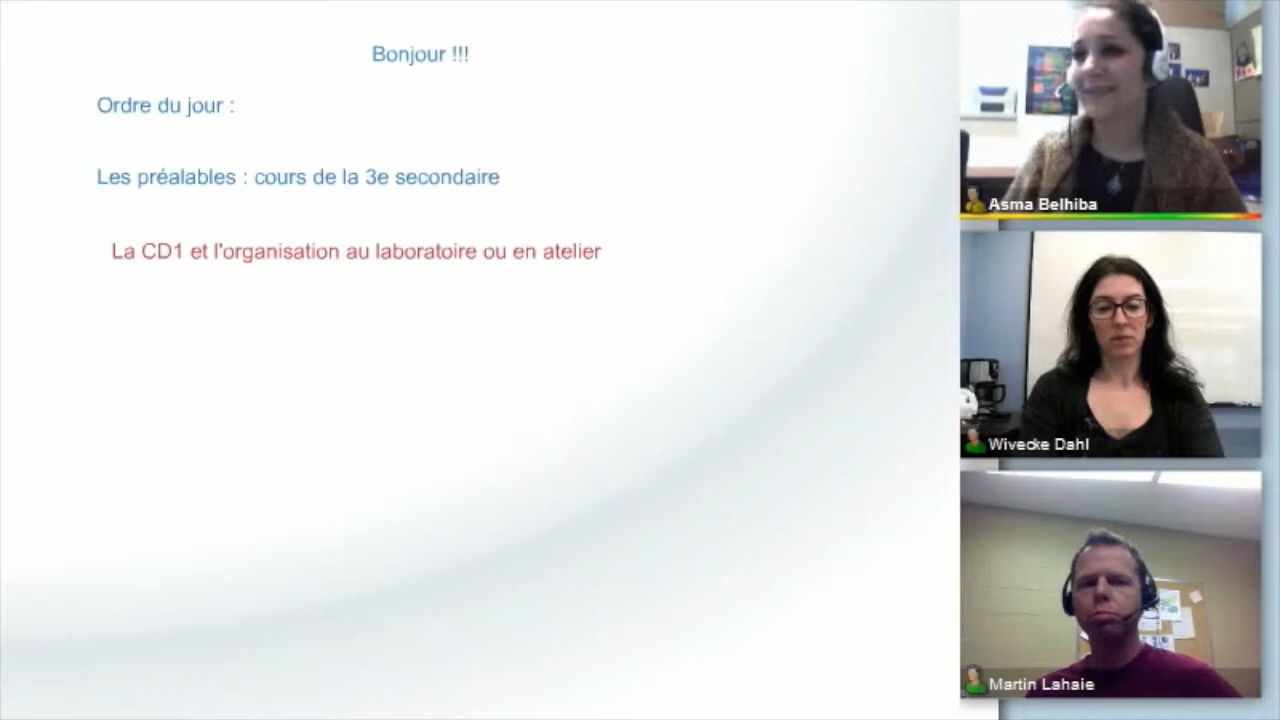 Bonjour !!!
Ordre du jour :
Les préalables : cours de la 3e secondaire
La CD1 et l'organisation au laboratoire ou en atelier
Asma Belhiba
Wivecke Dahl
Martin Lahaie